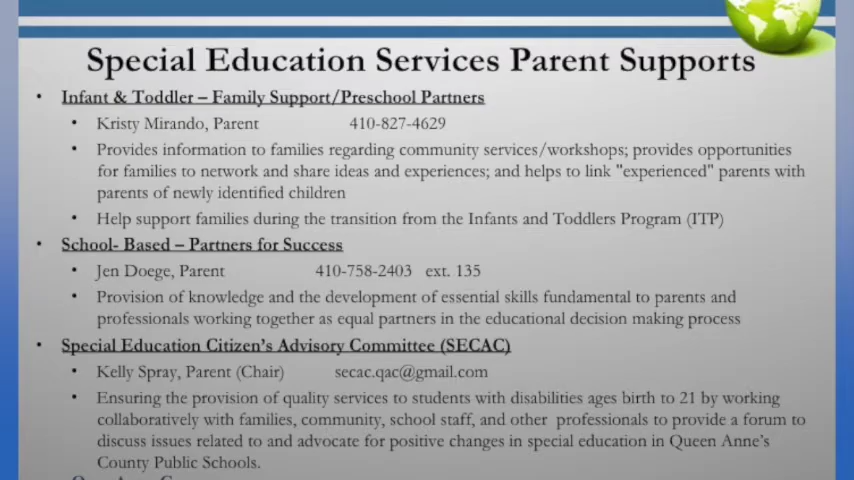 Special Education Services Parent Supports
• Infant & Toddler – Family Support/Preschool Partners
• Kristy Mirando, Parent 410-827-4629
• Provides information to families regarding community services/workshops; provides opportunities
for families to network and share ideas and experiences; and helps to link "experienced" parents with
parents of newly identified children
• Help support families during the transition from the Infants and Toddlers Program (ITP)
• School- Based – Partners for Success
• Jen Doege, Parent 410-758-2403 ext. 135
• Provision of knowledge and the development of essential skills fundamental to parents and
professionals working together as equal partners in the educational decision making process
• Special Education Citizen's Advisory Committee (SECAC)
• Kelly Spray, Parent (Chair) secac.qac@gmail.com
• Ensuring the provision of quality services to students with disabilities ages birth to 21 by working
collaboratively with families, community, school staff, and other professionals to provide a forum to
discuss issues related to and advocate for positive changes in special education in Queen Anne's
County Public Schools.